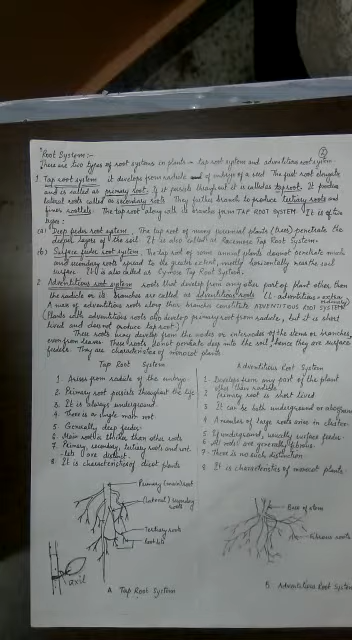 ②
"Root System:-
There are two types of root systems in plants - tap root system and adventitious root system.
1. Tap root system it develops from radicle of embryo of a seed. The first root elongates
and is called as primary root. If it persists throughout it is called as taproot. It produces
lateral roots called as secondary roots. They further branch to produce tertiary roots and
finer rootlets. The tap root along with its branches form TAP ROOT SYSTEM. It is of two
types:
(a) Deep feeder root system The tap root of many perennial plants (trees) penetrate the
deeper layers of the soil. It is also called as Racemose Tap Root System.
(b) Surface feeder root system The tap root of some annual plants do not penetrate much
and secondary roots spread to the greater extent, mostly horizontally near the soil
surface. It is also called as Cymose Tap Root System.
2 Adventitious root system roots that develop from any other part of plant other than
the radicle or its branches are called as adventitious roots (L. adventitious = extraordinary)
A mass of adventitious roots along their branches constitute ADVENTITIOUS ROOT SYSTEM
(Plants with adventitious roots also develop primary root from radicle, but it is short
lived and does not produce tap root)
These roots may develop from the nodes or internodes of the stems or branches,
even from leaves. These roots do not penetrate deep into the soil, hence they are surface
feeders. They are characteristics of monocot plants.
Tap Root System
1. Arises from radicle of the embryo.
2. Primary root persists throughout the life
3. It is always underground
4. There is a single main root
5. Generally deep feeder
6. Main root is thicker than other roots
7. Primary, secondary, tertiary roots and root-
lets are distinct.
8. It is characteristics of dicot plants
Adventitious Root System
1. Develops from any part of the plant
other than radicle
2 Primary root is short lived
3 It can be both underground or
4 A number of large roots arise in cluster
5 If underground, usually surface feeder.
6 All roots are generally fibrous
7. There is no such distinction.
8 It is characteristics of monocot plants.
Primary (main) root
(lateral) secondary
roots
Tertiary roots
Rootlets
axil
A Tap Root System
Base of stem
Fibrous roots
B. Adventitious Root System